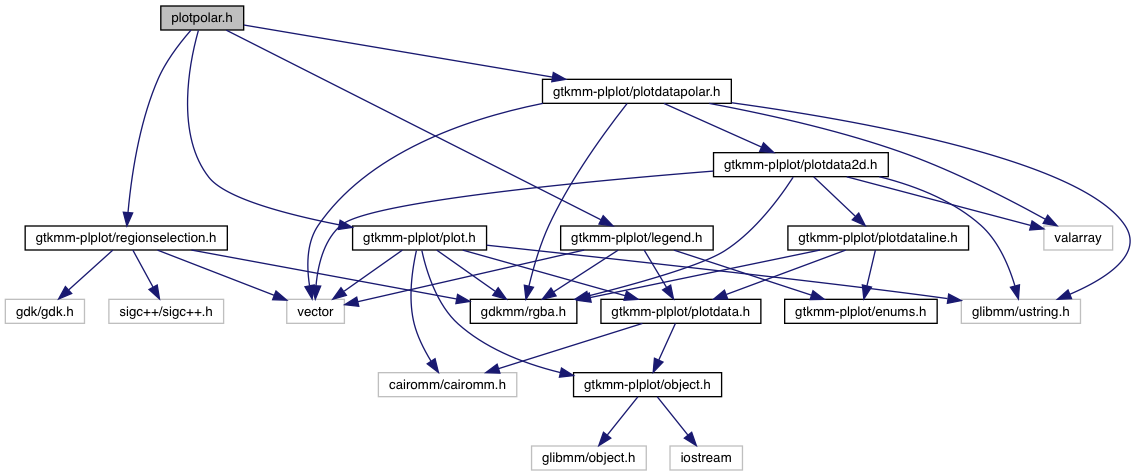 plotpolar.h
gtkmm-plplot/plotdatapolar.h
gtkmm-plplot/plotdata2d.h
gtkmm-plplot/regionselection.h
gtkmm-plplot/plot.h
gtkmm-plplot/legend.h
gtkmm-plplot/plotdataline.h
valarray
gdk/gdk.h
sigc++/sigc++.h
vector
gdkmm/rgba.h
gtkmm-plplot/plotdata.h
gtkmm-plplot/enums.h
glibmm/ustring.h
cairomm/cairomm.h
gtkmm-plplot/object.h
glibmm/object.h
iostream